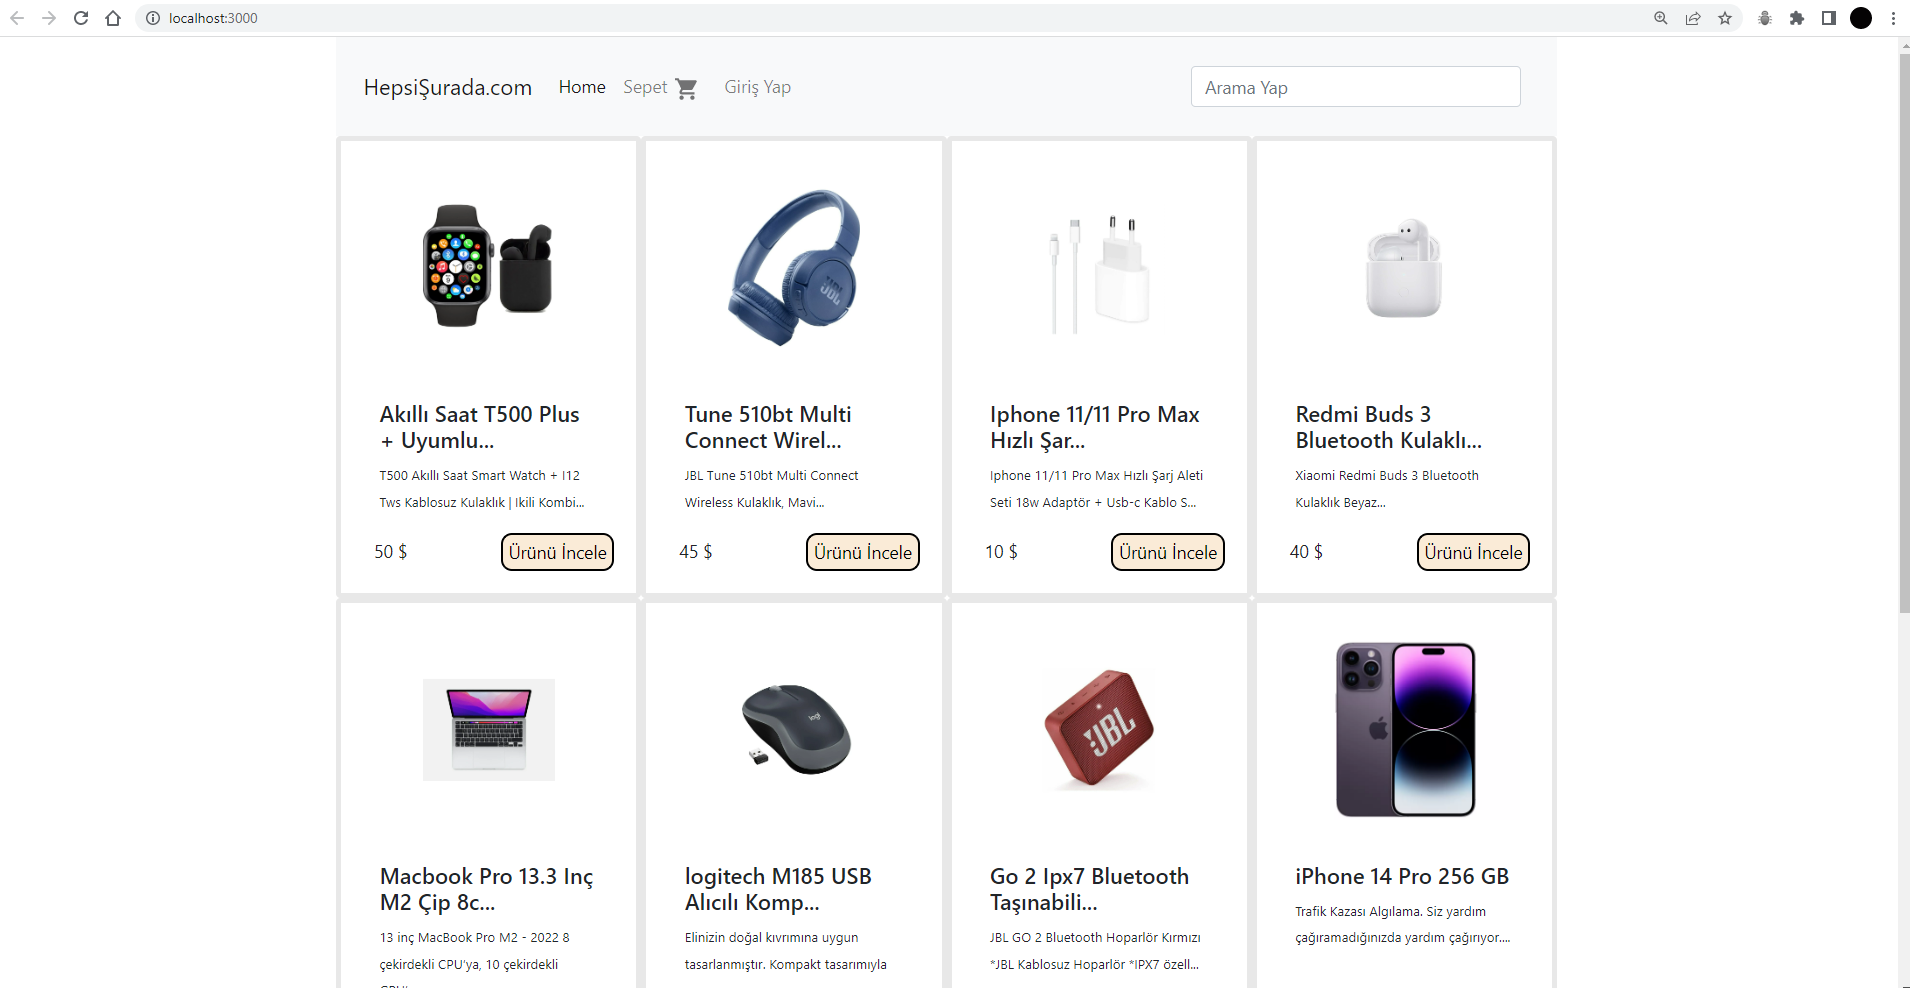 localhost:3000
HepsiŞurada.com Home Sepet Giriş Yap Arama Yap
JBL
Akıllı Saat T500 Plus
+ Uyumlu...
T500 Akıllı Saat Smart Watch + I12
Tws Kablosuz Kulaklık | Ikili Kombi...
50 $ Ürünü İncele
Tune 510bt Multi
Connect Wirel...
JBL Tune 510bt Multi Connect
Wireless Kulaklık, Mavi...
45 $ Ürünü İncele
Iphone 11/11 Pro Max
Hızlı Şar...
Iphone 11/11 Pro Max Hızlı Şarj Aleti
Seti 18w Adaptör + Usb-c Kablo S...
10 $ Ürünü İncele
Redmi Buds 3
Bluetooth Kulaklı...
Xiaomi Redmi Buds 3 Bluetooth
Kulaklık Beyaz...
40 $ Ürünü İncele
logi
JBL
Macbook Pro 13.3 Inç
M2 Çip 8c...
13 inç MacBook Pro M2 - 2022 8
çekirdekli CPU'ya, 10 çekirdekli
logitech M185 USB
Alıcılı Komp...
Elinizin doğal kıvrımına uygun
tasarlanmıştır. Kompakt tasarımıyla
Go 2 Ipx7 Bluetooth
Taşınabili...
JBL GO 2 Bluetooth Hoparlör Kırmızı
*JBL Kablosuz Hoparlör *IPX7 özell...
iPhone 14 Pro 256 GB
Trafik Kazası Algılama. Siz yardım
çağıramadığınızda yardım çağırıyor....